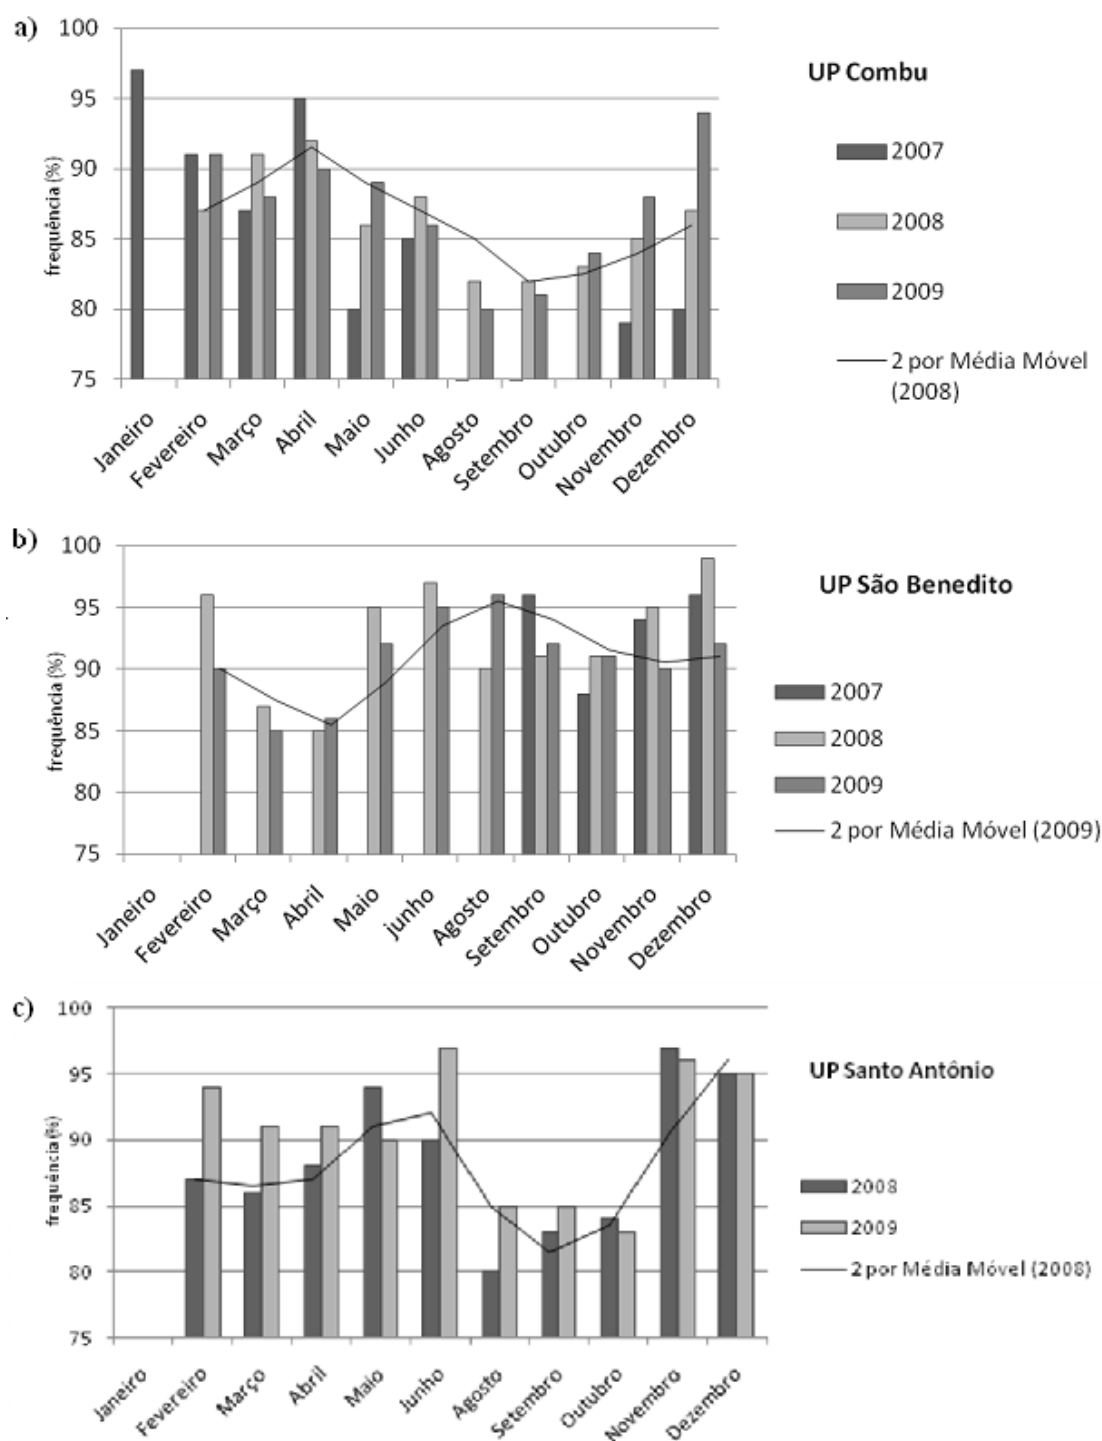 a)
UP Combu
frequência (%)
100
95
90
85
80
75
Janeiro
Fevereiro
Março
Abril
Maio
Junho
Agosto
Setembro
Outubro
Novembro
Dezembro
2007
2008
2009
2 por Média Móvel
(2008)
b)
UP São Benedito
frequência (%)
100
95
90
85
80
75
Janeiro
Fevereiro
Março
Abril
Maio
junho
Agosto
Setembro
Outubro
Novembro
Dezembro
2007
2008
2009
2 por Média Móvel (2009)
c)
UP Santo Antônio
frequência (%)
100
95
90
85
80
75
Janeiro
Fevereiro
Março
Abril
Maio
Junho
Agosto
Setembro
Outubro
Novembro
Dezembro
2008
2009
2 por Média Móvel (2008)